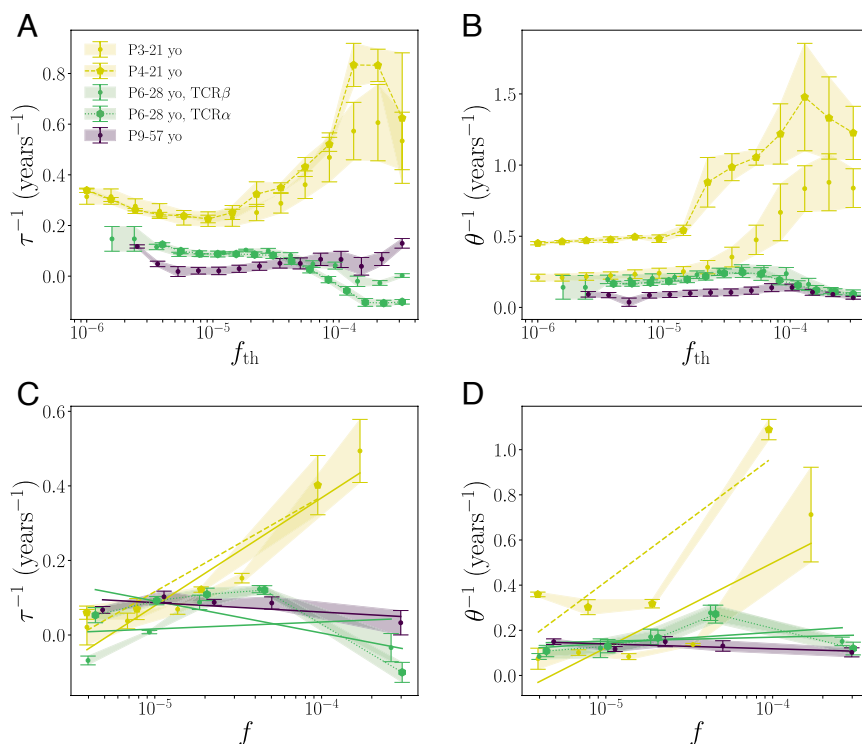 A
B
P3-21 yo
P4-21 yo
P6-28 yo, TCRβ
P6-28 yo, TCRα
P9-57 yo
0.8
0.6
0.4
0.2
0.0
τ⁻¹ (years⁻¹)
10⁻⁶
10⁻⁵
10⁻⁴
f_th
1.5
1.0
0.5
0.0
θ⁻¹ (years⁻¹)
10⁻⁶
10⁻⁵
10⁻⁴
f_th
C
D
0.6
0.4
0.2
0.0
τ⁻¹ (years⁻¹)
10⁻⁵
10⁻⁴
f
1.0
0.8
0.6
0.4
0.2
0.0
θ⁻¹ (years⁻¹)
10⁻⁵
10⁻⁴
f